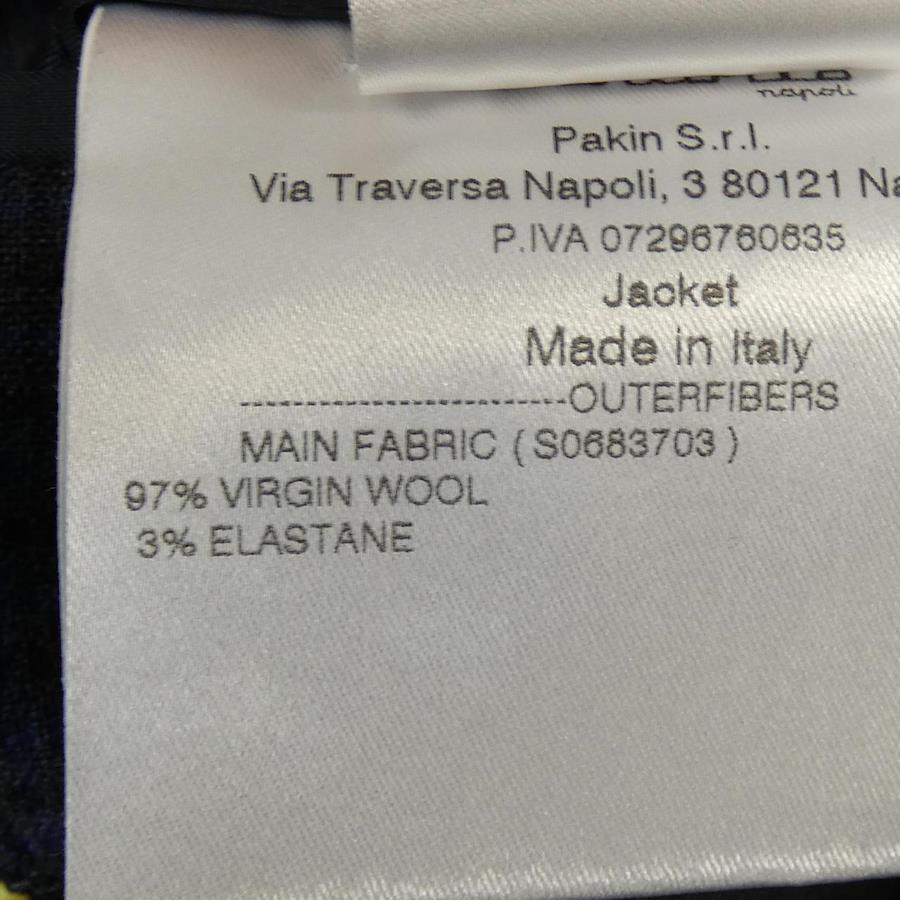 napoli
Pakin S.r.l.
Via Traversa Napoli, 3 80121
P.IVA 07296760635
Jacket
Made in Italy
-------------------------OUTERFIBERS
MAIN FABRIC ( S0683703 )
97% VIRGIN WOOL
3% ELASTANE